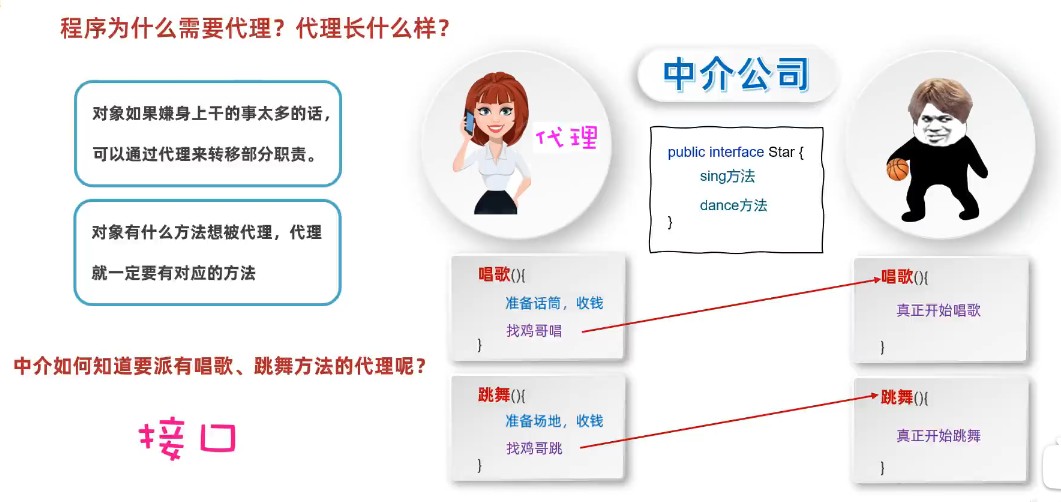 程序为什么需要代理？代理长什么样？
对象如果嫌身上干的事太多的话，
可以通过代理来转移部分职责。
对象有什么方法想被代理，代理
就一定要有对应的方法
中介如何知道要派有唱歌、跳舞方法的代理呢？
接口
代理
中介公司
public interface Star {
sing方法
dance方法
}
唱歌(){
准备话筒，收钱
找鸡哥唱
}
唱歌(){
真正开始唱歌
}
跳舞(){
准备场地，收钱
找鸡哥跳
}
跳舞(){
真正开始跳舞
}